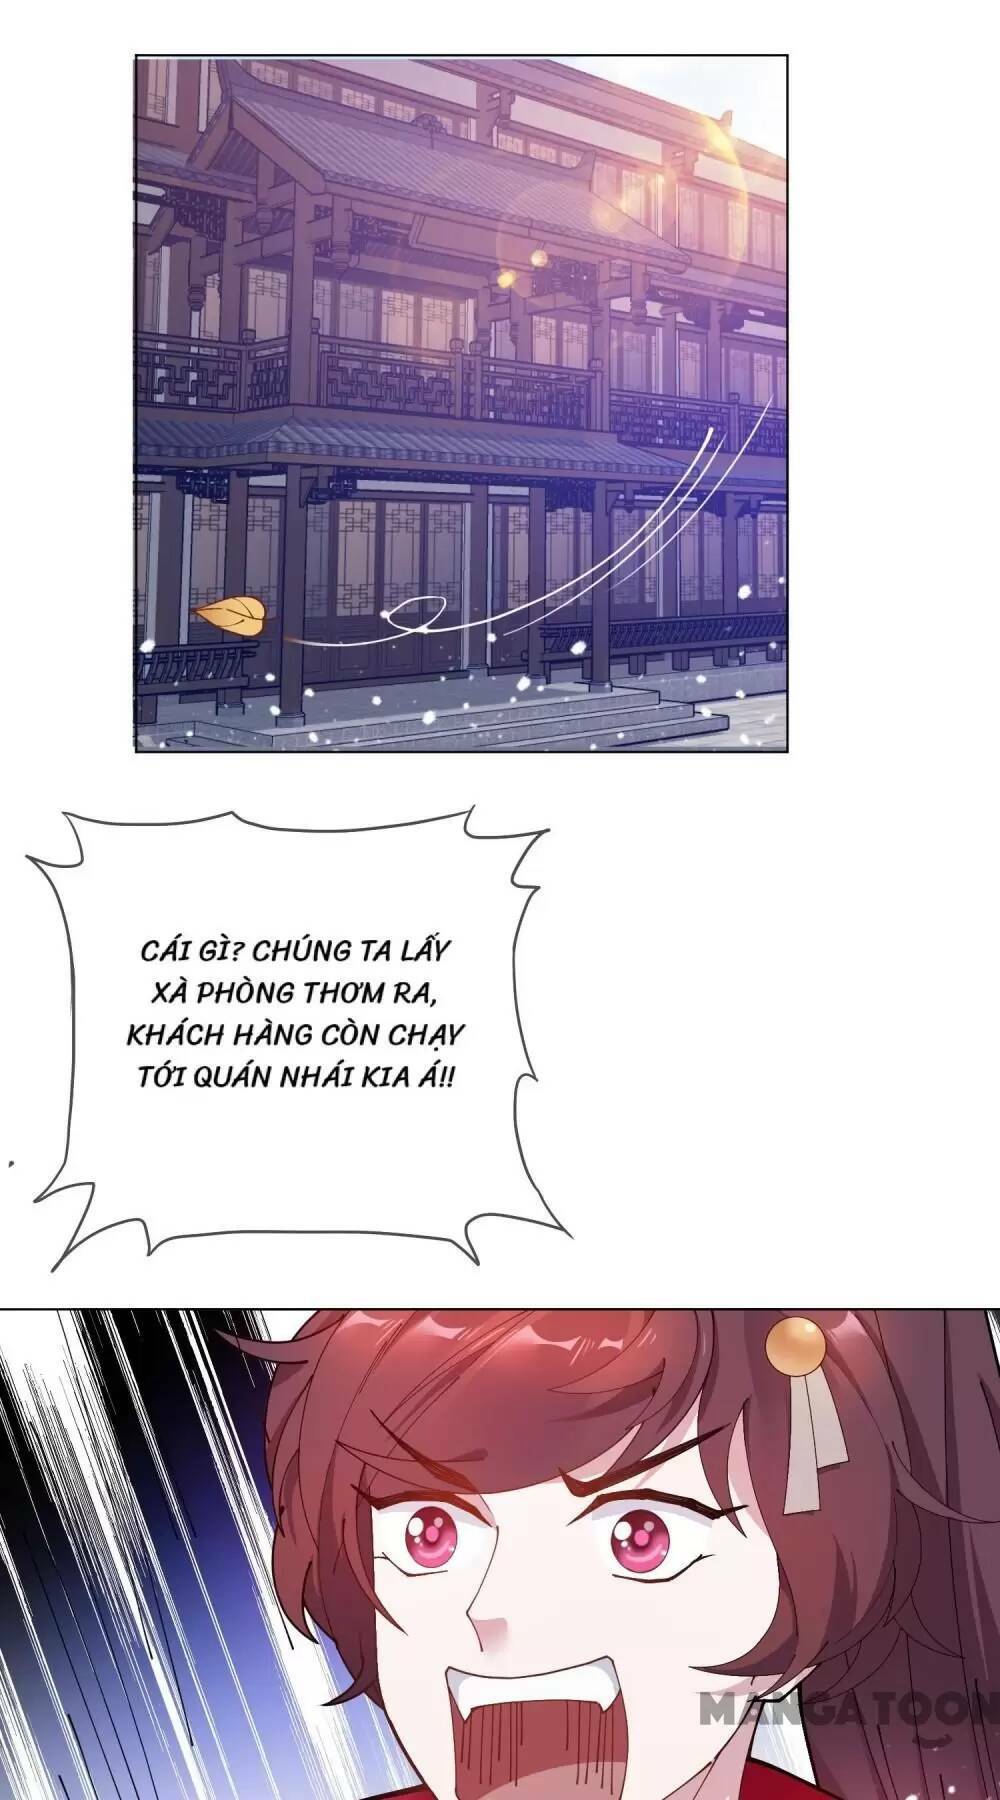 CÁI GÌ? CHÚNG TA LẤY
XÀ PHÒNG THƠM RA,
KHÁCH HÀNG CÒN CHẠY
TỚI QUÁN NHÁI KIA Á!!
MANGATOON